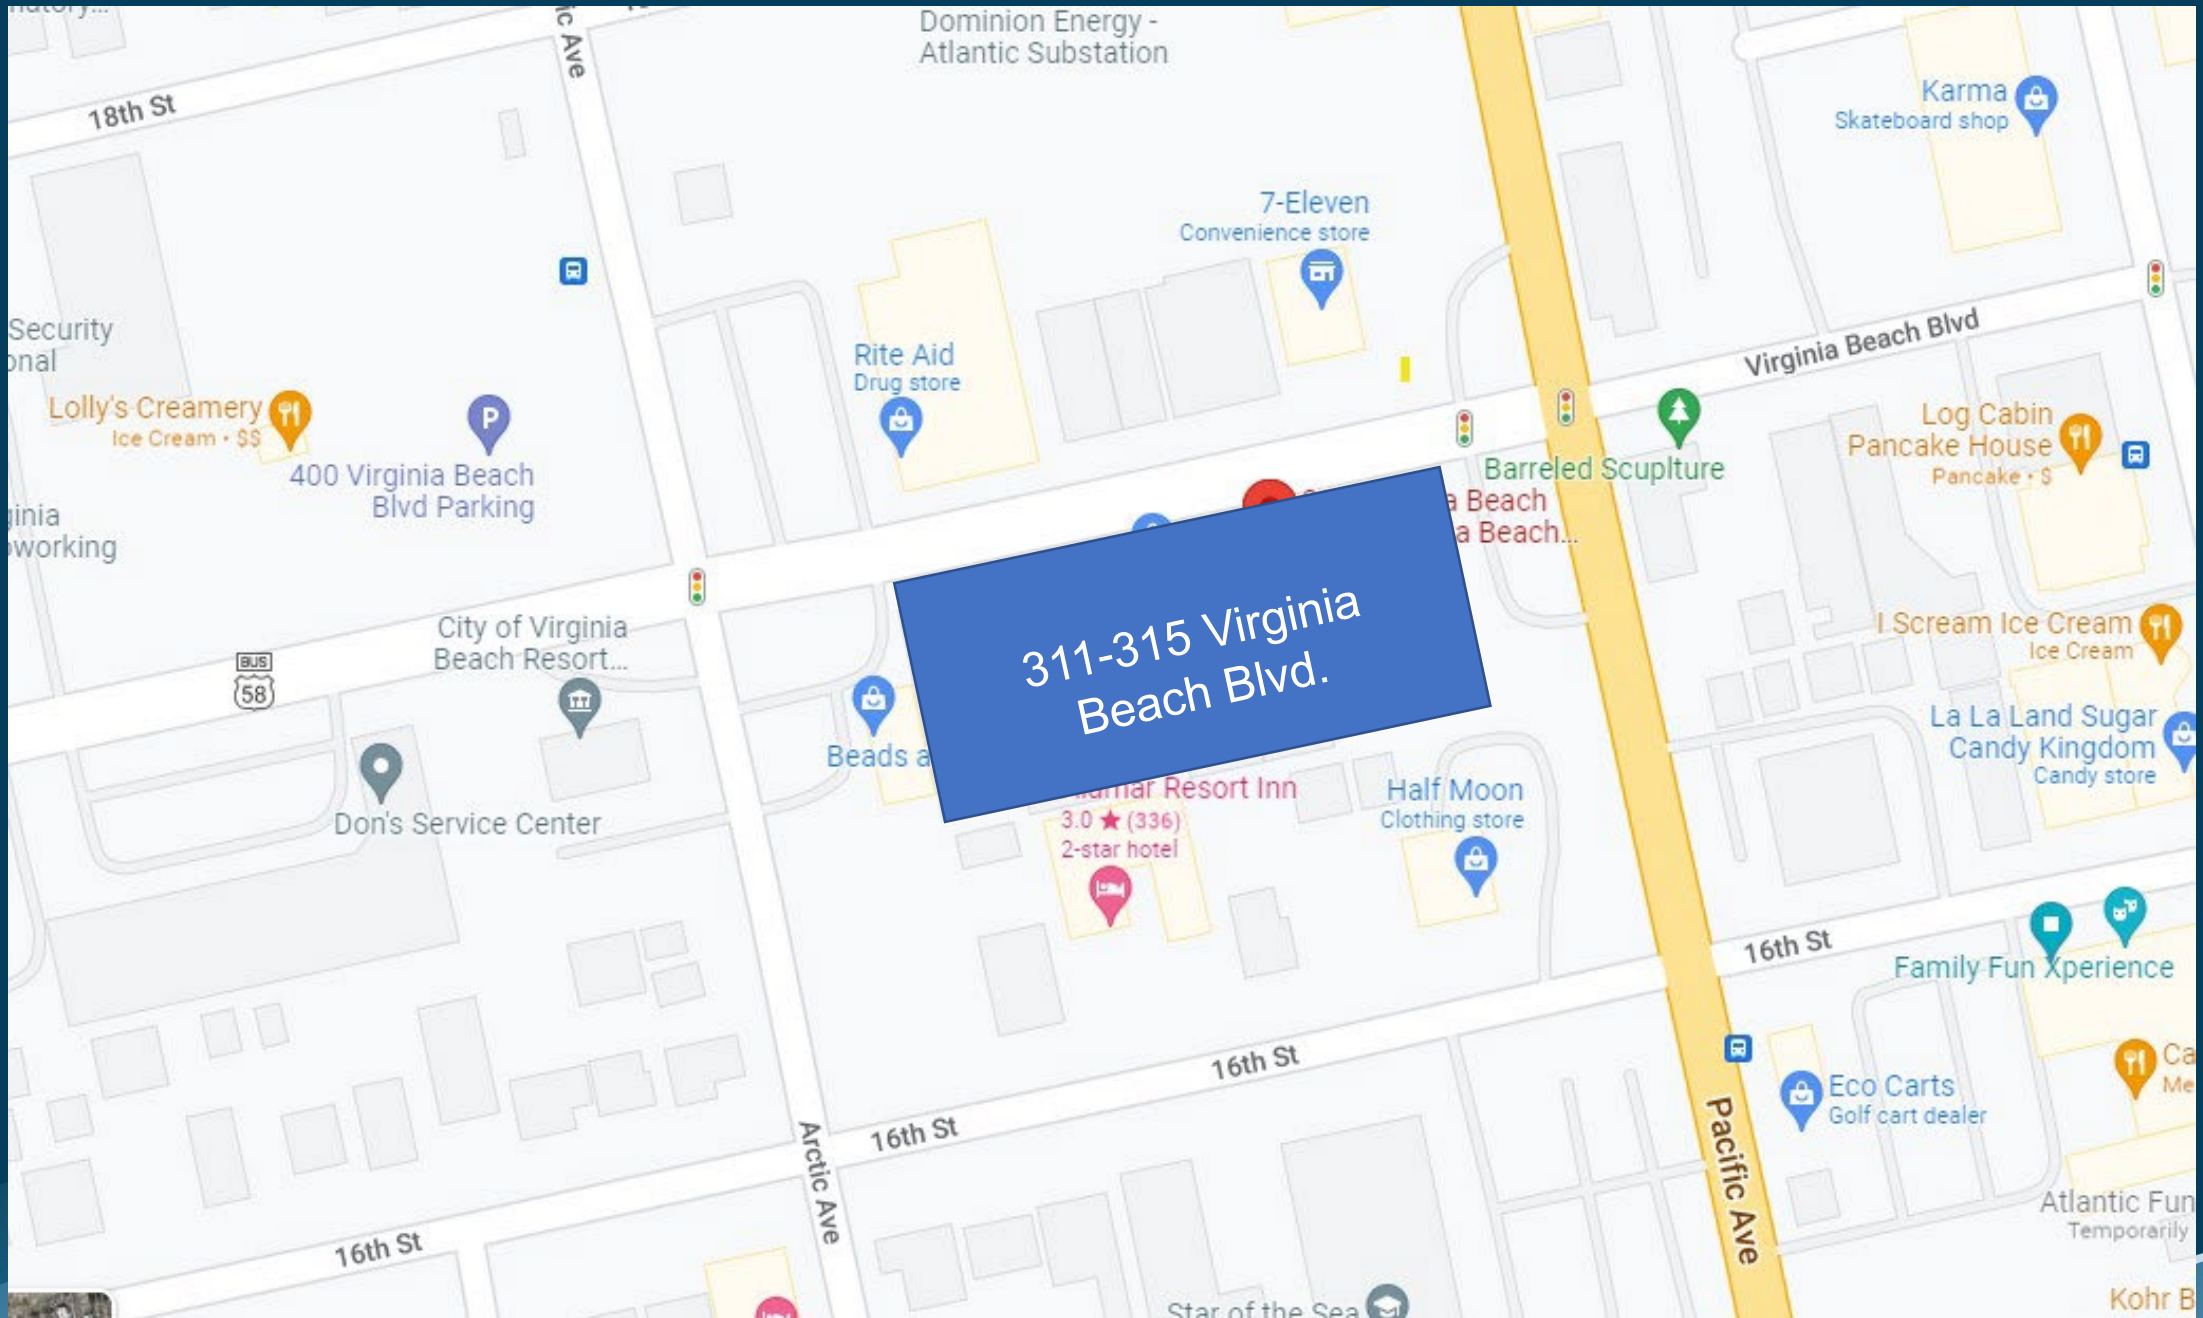 Dominion Energy -
Atlantic Substation
18th St
Ave
Karma
Skateboard shop
7-Eleven
Convenience store
Security
Rite Aid
Drug store
Virginia Beach Blvd
Lolly's Creamery
Ice Cream • $$
P
400 Virginia Beach
Blvd Parking
Log Cabin
Pancake House
Pancake • $
Barreled Scuplture
a Beach
a Beach...
311-315 Virginia
Beach Blvd.
City of Virginia
Beach Resort...
BUS
58
I Scream Ice Cream
Ice Cream
La La Land Sugar
Candy Kingdom
Candy store
Beads
Don's Service Center
Resort Inn
3.0 ★ (336)
2-star hotel
Half Moon
Clothing store
16th St
Family Fun Xperience
16th St
Eco Carts
Golf cart dealer
Pacific Ave
Arctic Ave
16th St
Atlantic Fun
Temporarily
16th St
Star of the Sea
Kohr